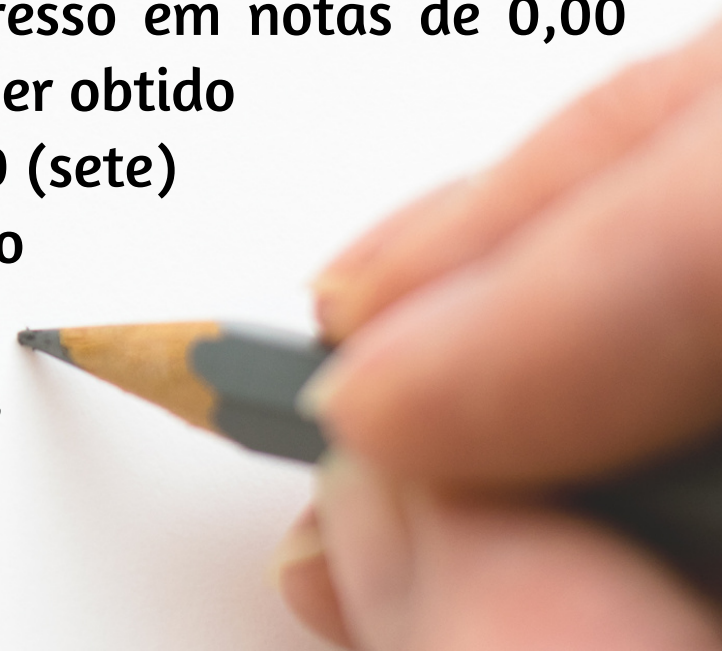 resso em notas de 0,00
er obtido
0 (sete)
o